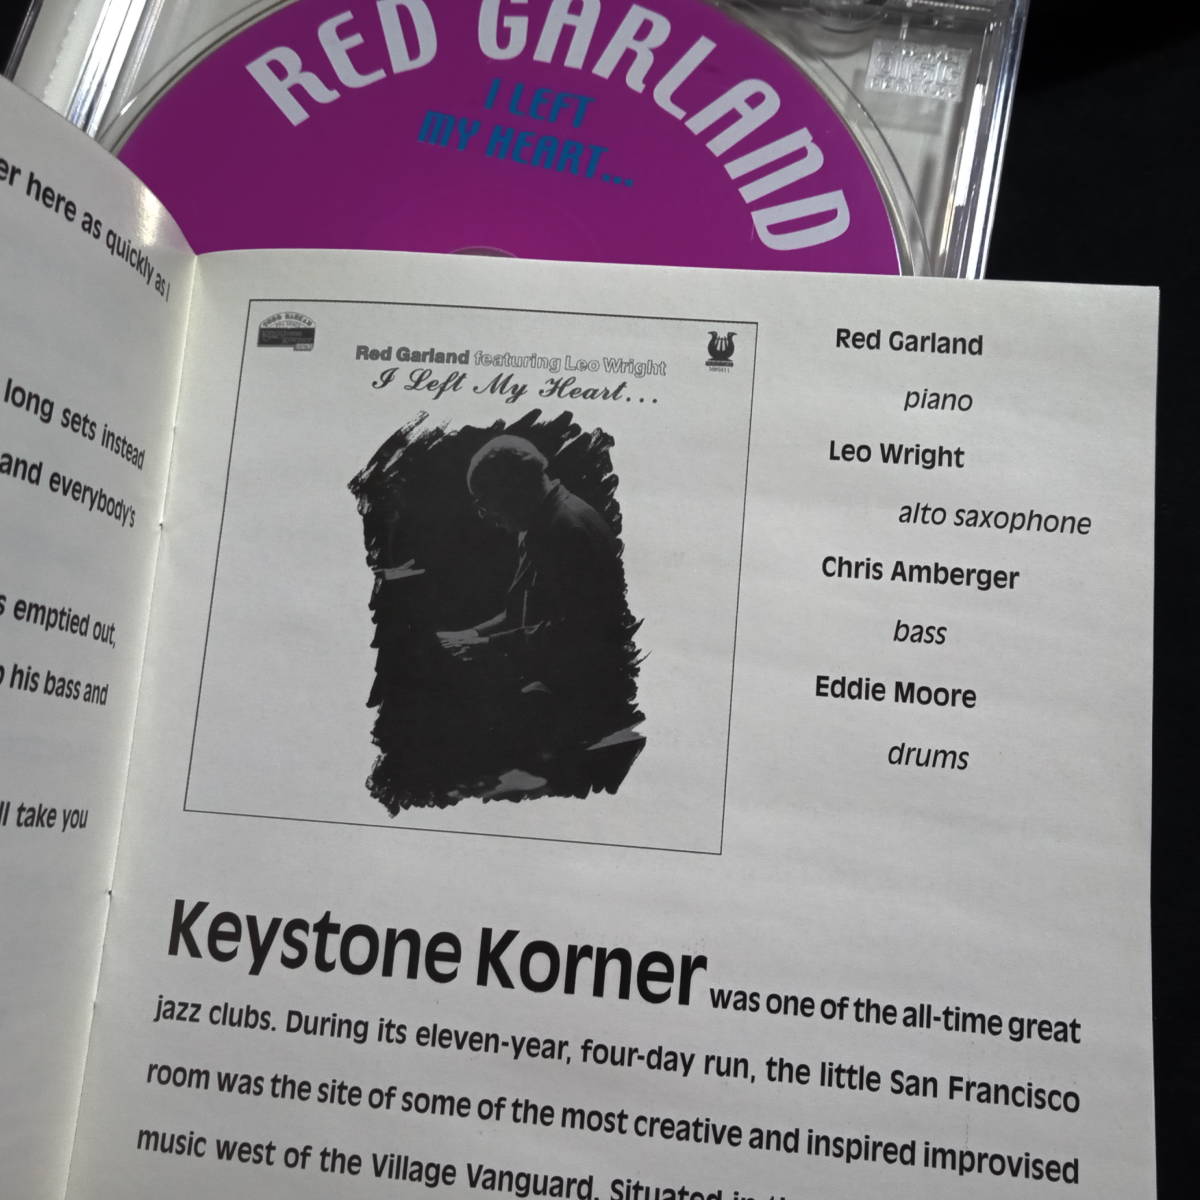 RED GARLAND
I LEFT
MY HEART...
er here as quickly as I
long sets instead
and everybody's
s emptied out,
his bass and
ll take you
Red Garland featuring Leo Wright
I Left My Heart...
Red Garland
piano
Leo Wright
alto saxophone
Chris Amberger
bass
Eddie Moore
drums
Keystone Korner was one of the all-time great
jazz clubs. During its eleven-year, four-day run, the little San Francisco
room was the site of some of the most creative and inspired improvised
music west of the Village Vanguard. Situated in